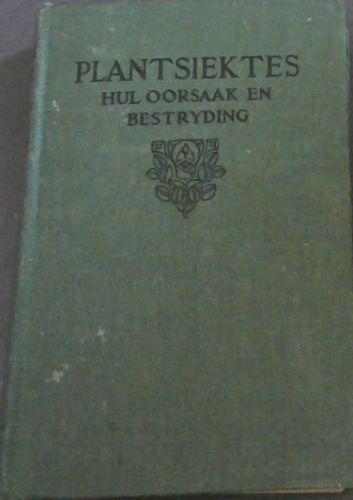 PLANTSIEKTES
HUL OORSAAK EN
BESTRYDING